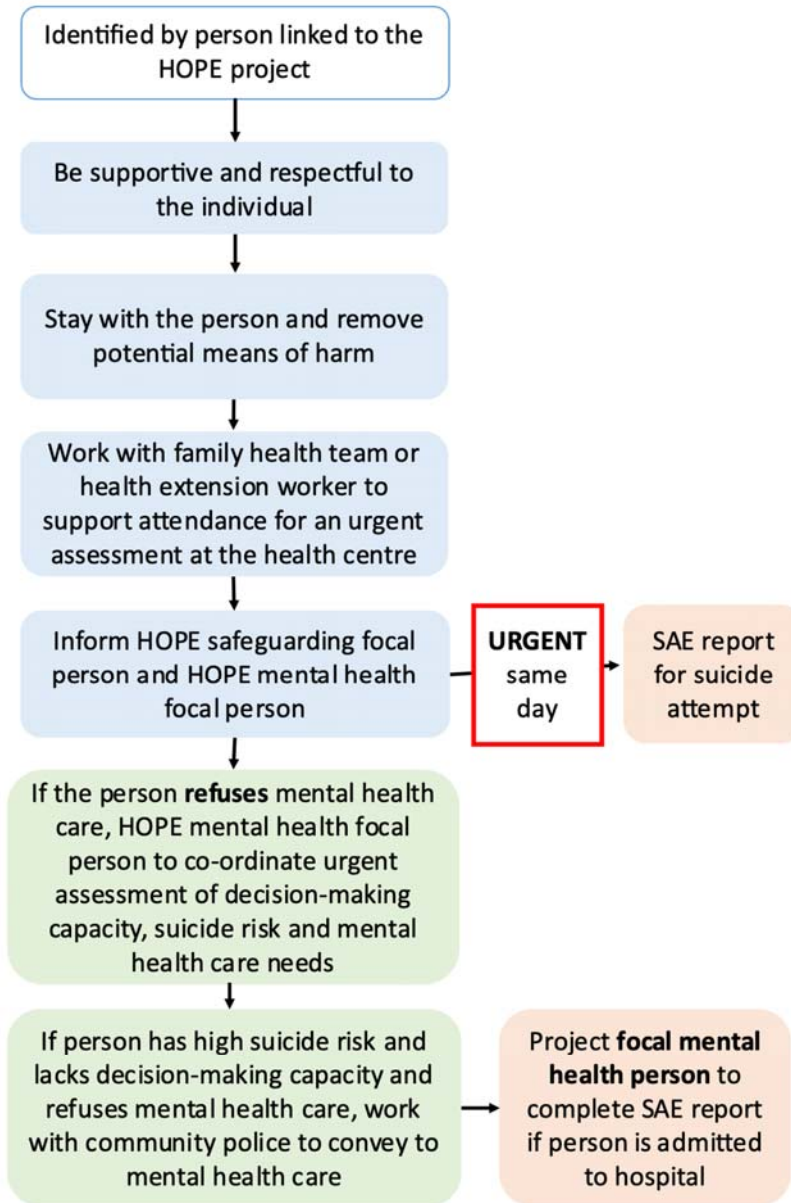 Identified by person linked to the
HOPE project
Be supportive and respectful to
the individual
Stay with the person and remove
potential means of harm
Work with family health team or
health extension worker to
support attendance for an urgent
assessment at the health centre
Inform HOPE safeguarding focal
person and HOPE mental health
focal person
URGENT
same
day
SAE report
for suicide
attempt
If the person refuses mental health
care, HOPE mental health focal
person to co-ordinate urgent
assessment of decision-making
capacity, suicide risk and mental
health care needs
If person has high suicide risk and
lacks decision-making capacity and
refuses mental health care, work
with community police to convey to
mental health care
Project focal mental
health person to
complete SAE report
if person is admitted
to hospital